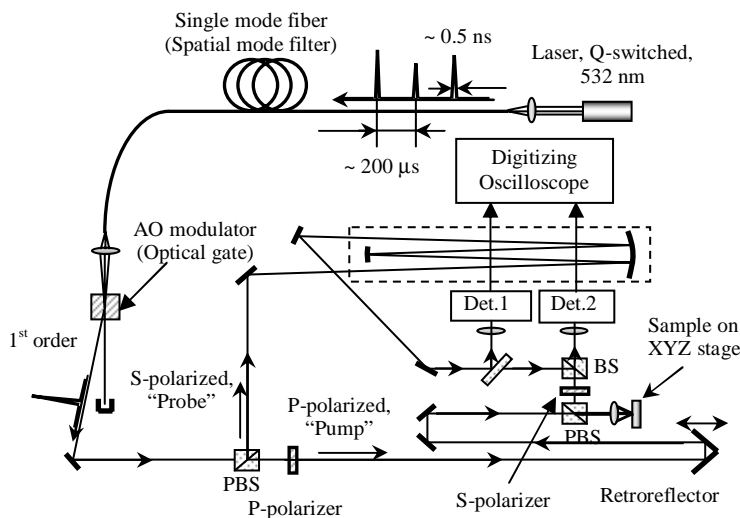 Single mode fiber
(Spatial mode filter)
~ 0.5 ns
Laser, Q-switched,
532 nm
~ 200 µs
Digitizing
Oscilloscope
AO modulator
(Optical gate)
Det.1
Det.2
Sample on
XYZ stage
1st order
BS
S-polarized,
“Probe”
P-polarized,
“Pump”
PBS
PBS
P-polarizer
S-polarizer
Retroreflector